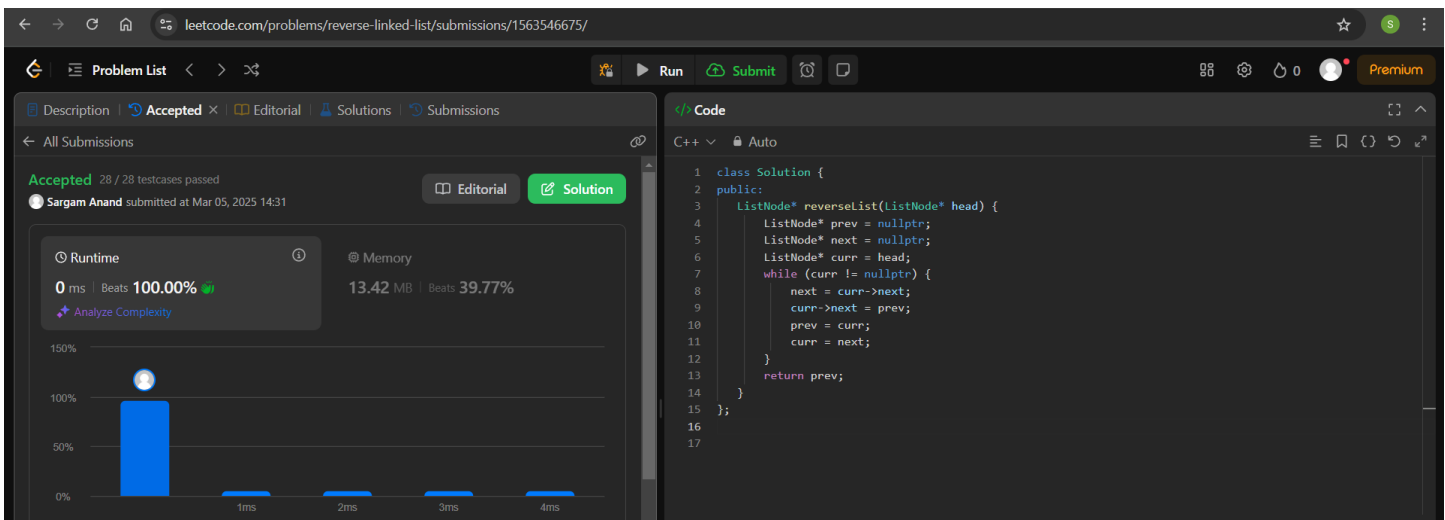 leetcode.com/problems/reverse-linked-list/submissions/1563546675/
S
Problem List
Run
Submit
0
Premium
Description
Accepted
Editorial
Solutions
Submissions
All Submissions
Accepted 28 / 28 testcases passed
Sargam Anand submitted at Mar 05, 2025 14:31
Editorial
Solution
Runtime
0 ms Beats 100.00%
Analyze Complexity
Memory
13.42 MB Beats 39.77%
150%
100%
50%
0%
1ms 2ms 3ms 4ms
</> Code
C++ Auto
1 class Solution {
2 public:
3 ListNode* reverseList(ListNode* head) {
4 ListNode* prev = nullptr;
5 ListNode* next = nullptr;
6 ListNode* curr = head;
7 while (curr != nullptr) {
8 next = curr->next;
9 curr->next = prev;
10 prev = curr;
11 curr = next;
12 }
13 return prev;
14 }
15 };
16
17